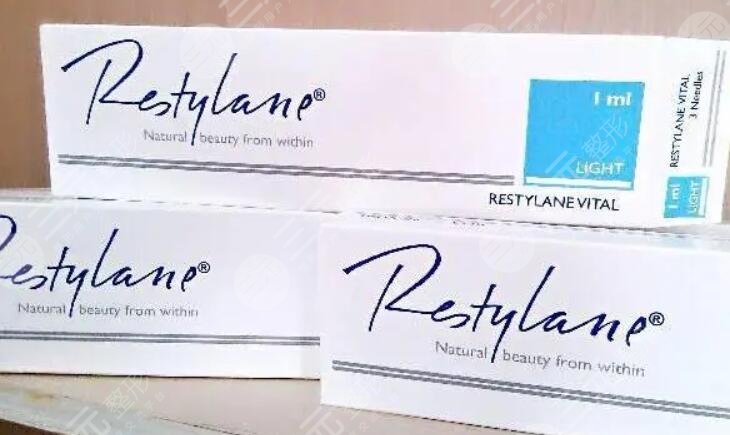 Restylane®
Natural beauty from within
1 ml
LIGHT
RESTYLANE VITAL
RESTYLANE VITAL
3 Needles
1 ml
LIGHT
estylane®
Natural beauty from within
Restylane®
Natural beauty from within